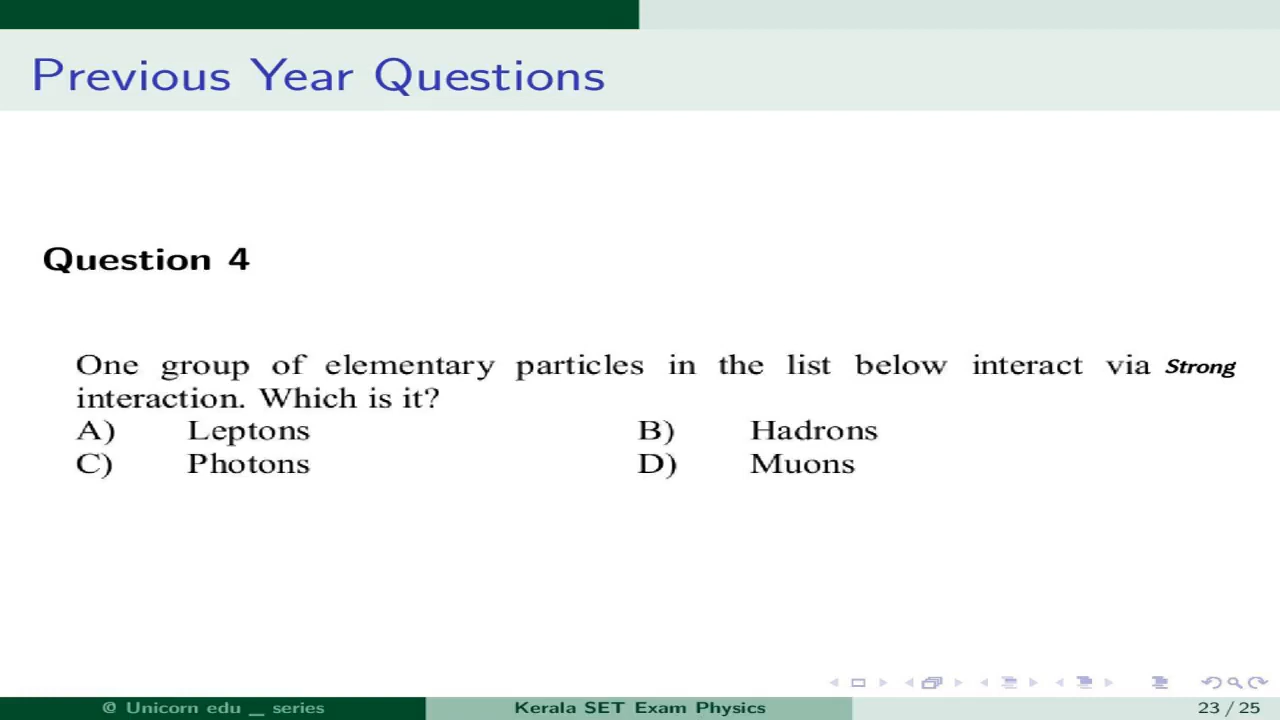 Previous Year Questions
Question 4
One group of elementary particles in the list below interact via Strong
interaction. Which is it?
A) Leptons B) Hadrons
C) Photons D) Muons
© Unicorn edu _ series Kerala SET Exam Physics 23 / 25